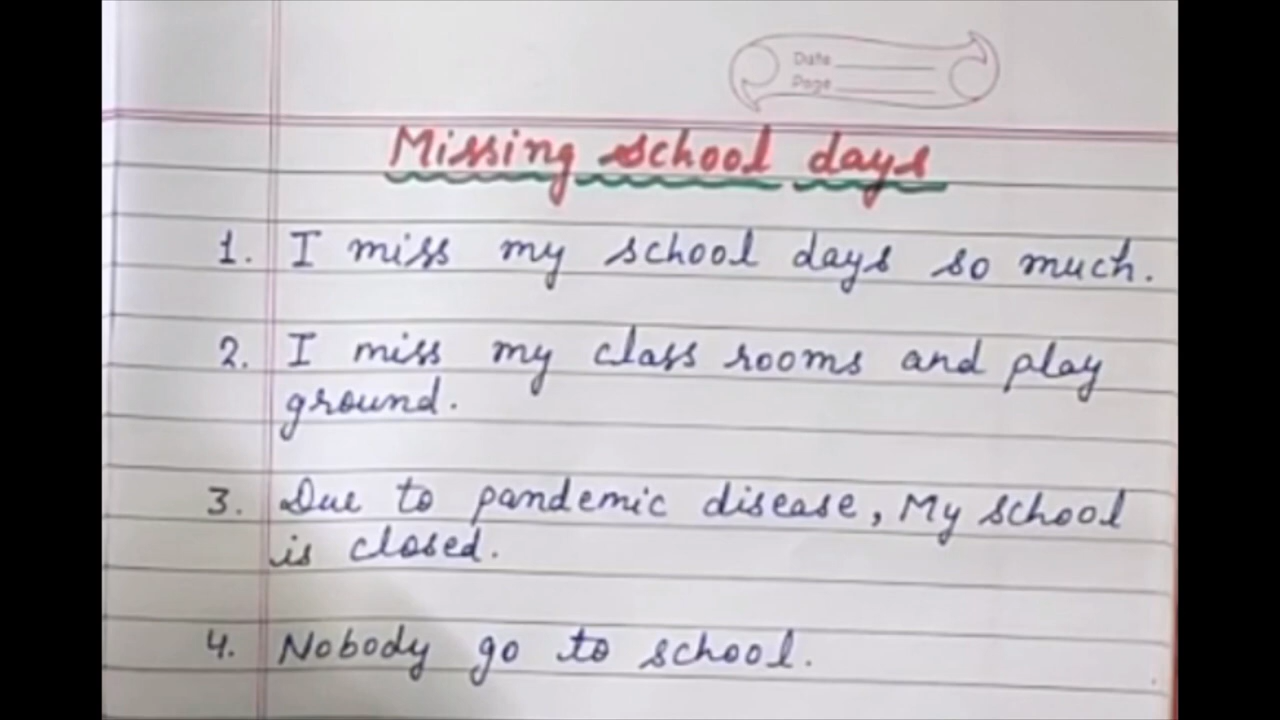 Date
Page
Missing school days
1. I miss my school days so much.
2. I miss my class rooms and play
ground.
3. Due to pandemic disease, My school
is closed.
4. Nobody go to school.